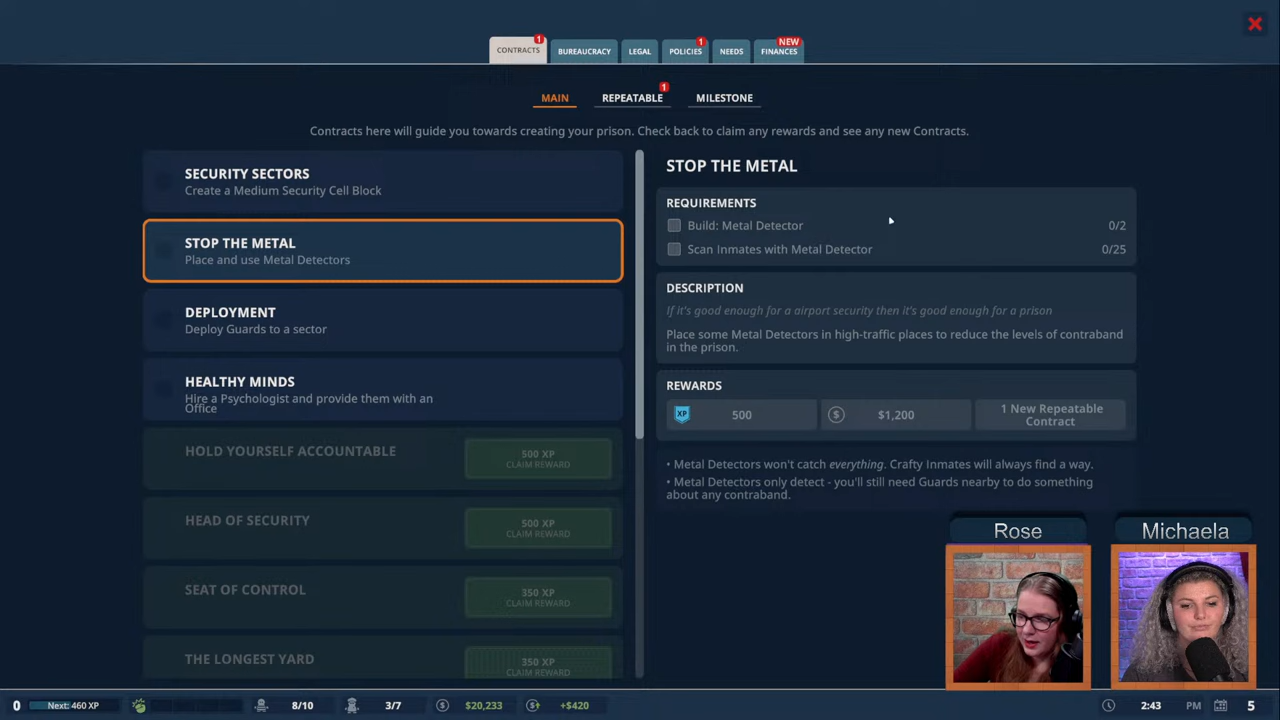 1
1
NEW
CONTRACTS
BUREAUCRACY
LEGAL
POLICIES
NEEDS
FINANCES
1
MAIN
REPEATABLE
MILESTONE
Contracts here will guide you towards creating your prison. Check back to claim any rewards and see any new Contracts.
SECURITY SECTORS
Create a Medium Security Cell Block
STOP THE METAL
Place and use Metal Detectors
DEPLOYMENT
Deploy Guards to a sector
HEALTHY MINDS
Hire a Psychologist and provide them with an
Office
HOLD YOURSELF ACCOUNTABLE
500 XP
CLAIM REWARD
HEAD OF SECURITY
500 XP
CLAIM REWARD
SEAT OF CONTROL
350 XP
CLAIM REWARD
THE LONGEST YARD
350 XP
CLAIM REWARD
STOP THE METAL
REQUIREMENTS
Build: Metal Detector 0/2
Scan Inmates with Metal Detector 0/25
DESCRIPTION
If it's good enough for a airport security then it's good enough for a prison
Place some Metal Detectors in high-traffic places to reduce the levels of contraband
in the prison.
REWARDS
XP 500
$ $1,200
1 New Repeatable
Contract
• Metal Detectors won't catch everything. Crafty Inmates will always find a way.
• Metal Detectors only detect - you'll still need Guards nearby to do something
about any contraband.
Rose
Michaela
0 Next: 460 XP 8/10 3/7 $ $20,233 $ +$420 2:43 PM 5